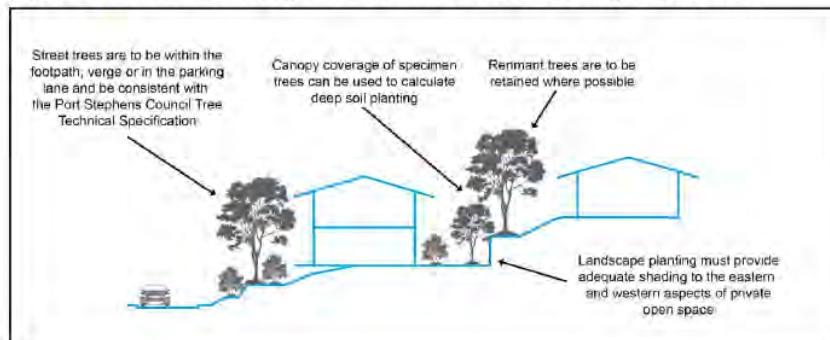 Street trees are to be within the
footpath, verge or in the parking
lane and be consistent with
the Port Stephens Council Tree
Technical Specification
Canopy coverage of specimen
trees can be used to calculate
deep soil planting
Renmant trees are to be
retained where possible
Landscape planting must provide
adequate shading to the eastern
and western aspects of private
open space